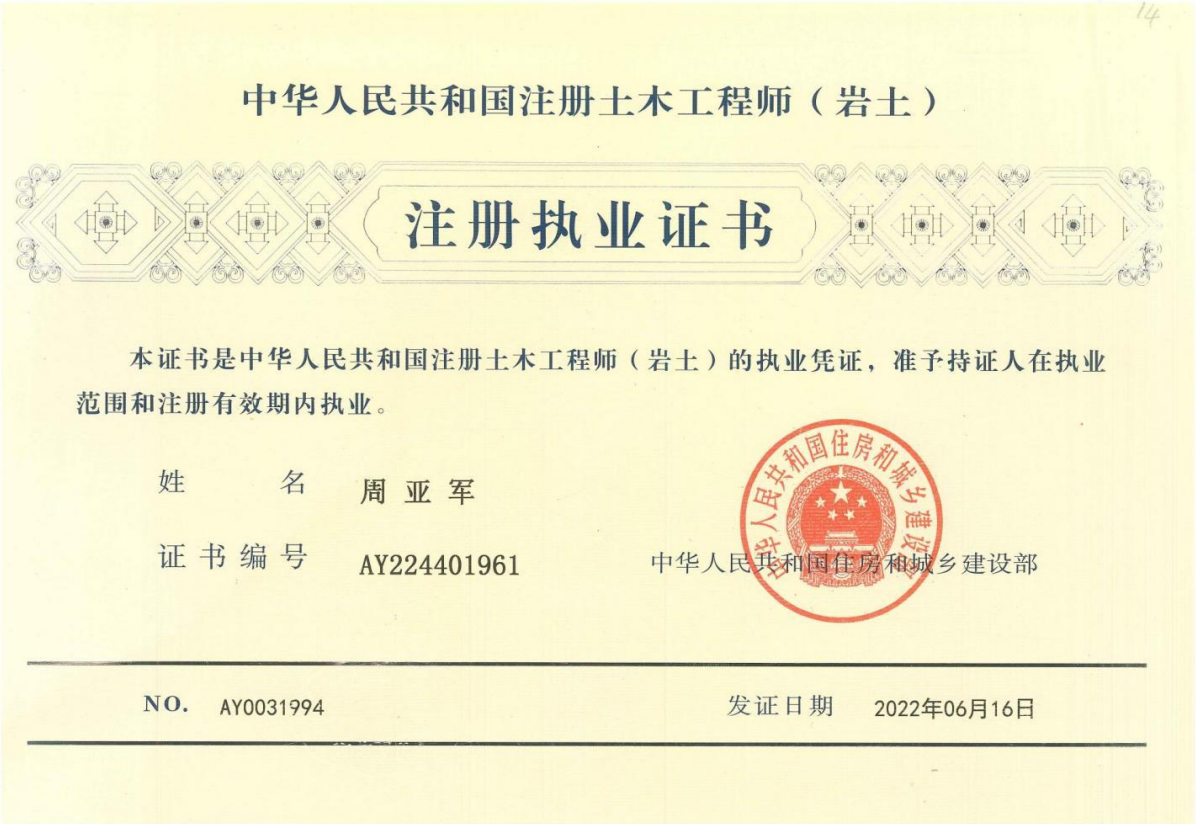 14
中华人民共和国注册土木工程师（岩土）
注册执业证书
本证书是中华人民共和国注册土木工程师（岩土）的执业凭证，准予持证人在执业
范围和注册有效期内执业。
姓 名 周亚军
证书编号 AY224401961
中华人民共和国住房和城乡建设部
中华人民共和国住房和城乡建设部
NO. AY0031994 发证日期 2022年06月16日